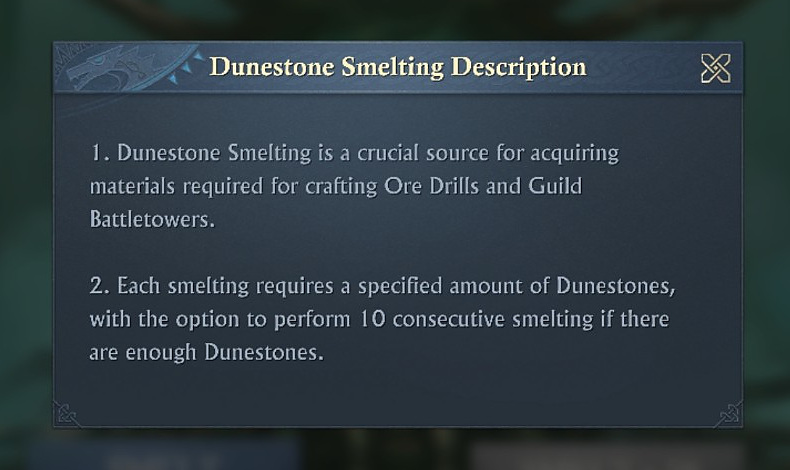 Dunestone Smelting Description
1. Dunestone Smelting is a crucial source for acquiring
materials required for crafting Ore Drills and Guild
Battletowers.
2. Each smelting requires a specified amount of Dunestones,
with the option to perform 10 consecutive smelting if there
are enough Dunestones.